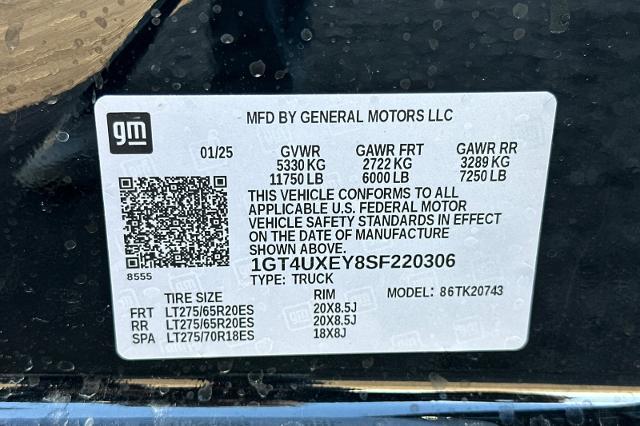 gm
MFD BY GENERAL MOTORS LLC
01/25 GVWR GAWR FRT GAWR RR
5330 KG 2722 KG 3289 KG
11750 LB 6000 LB 7250 LB
THIS VEHICLE CONFORMS TO ALL
APPLICABLE U.S. FEDERAL MOTOR
VEHICLE SAFETY STANDARDS IN EFFECT
ON THE DATE OF MANUFACTURE
SHOWN ABOVE.
8555
1GT4UXEY8SF220306
TYPE: TRUCK MODEL: 86TK20743
TIRE SIZE RIM
FRT LT275/65R20ES 20X8.5J
RR LT275/65R20ES 20X8.5J
SPA LT275/70R18ES 18X8J